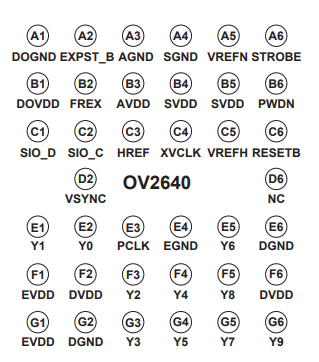 A1 A2 A3 A4 A5 A6
DOGND EXPST_B AGND SGND VREFN STROBE
B1 B2 B3 B4 B5 B6
DOVDD FREX AVDD SVDD SVDD PWDN
C1 C2 C3 C4 C5 C6
SIO_D SIO_C HREF XVCLK VREFH RESETB
D2 OV2640 D6
VSYNC NC
E1 E2 E3 E4 E5 E6
Y1 Y0 PCLK EGND Y6 DGND
F1 F2 F3 F4 F5 F6
EVDD DVDD Y2 Y4 Y8 DVDD
G1 G2 G3 G4 G5 G6
EVDD DGND Y3 Y5 Y7 Y9